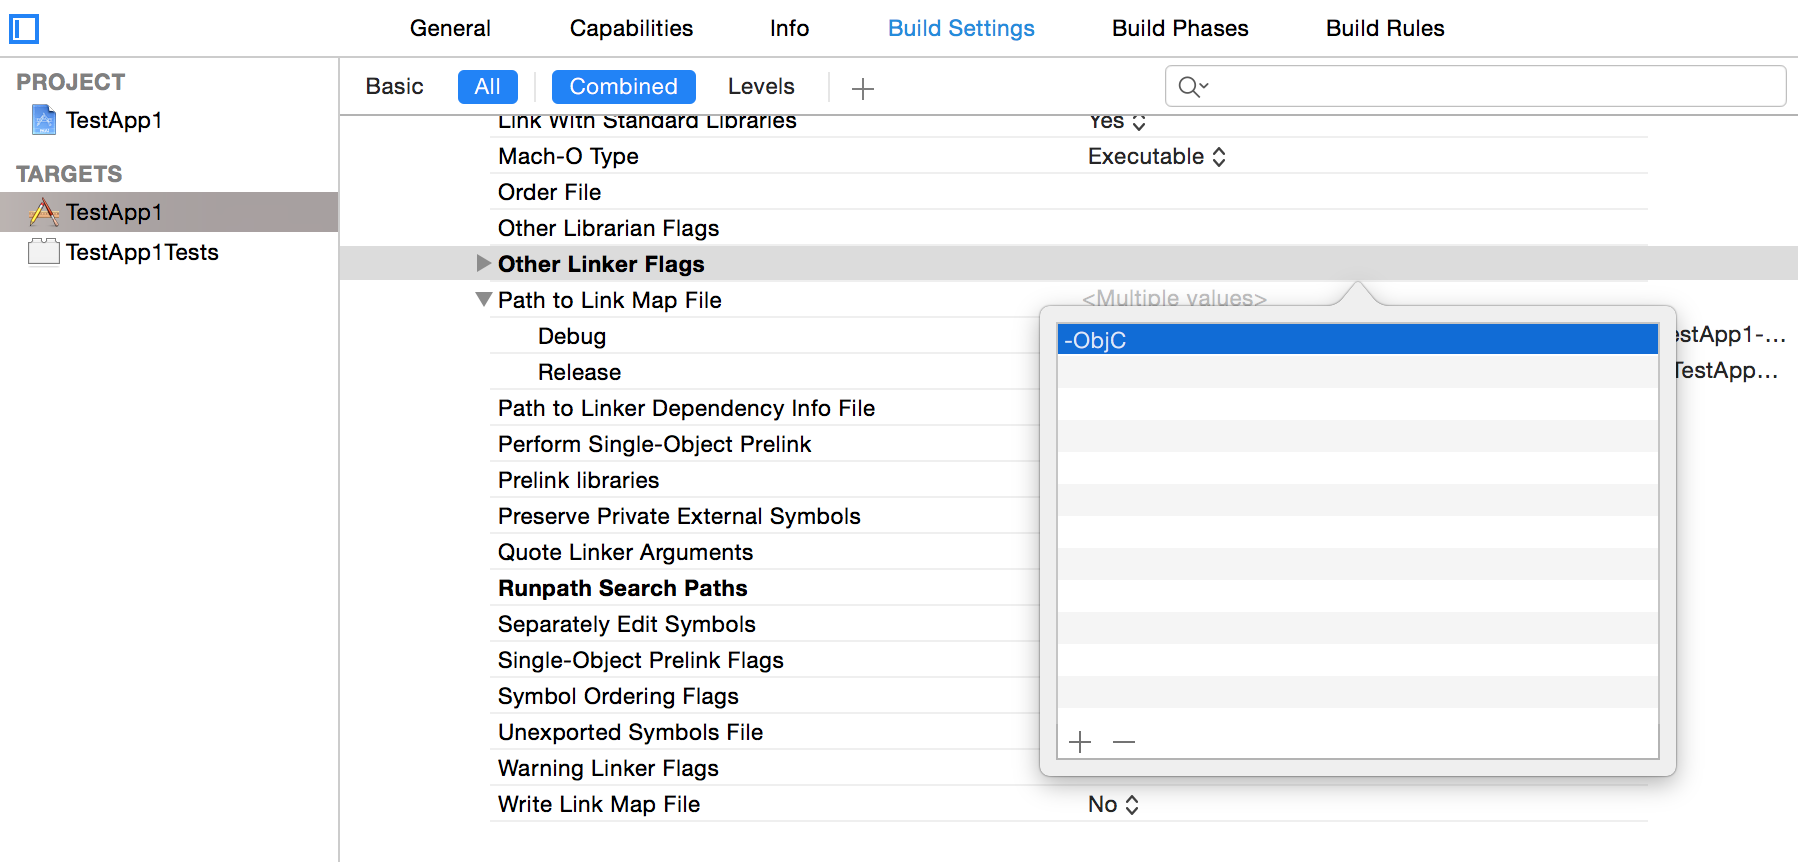 General Capabilities Info Build Settings Build Phases Build Rules
PROJECT
TestApp1
TARGETS
TestApp1
TestApp1Tests
Basic All Combined Levels
Link With Standard Libraries Yes
Mach-O Type Executable
Order File
Other Librarian Flags
Other Linker Flags
Path to Link Map File <Multiple values>
Debug estApp1-...
Release TestApp...
Path to Linker Dependency Info File
Perform Single-Object Prelink
Prelink libraries
Preserve Private External Symbols
Quote Linker Arguments
Runpath Search Paths
Separately Edit Symbols
Single-Object Prelink Flags
Symbol Ordering Flags
Unexported Symbols File
Warning Linker Flags
Write Link Map File No
-ObjC